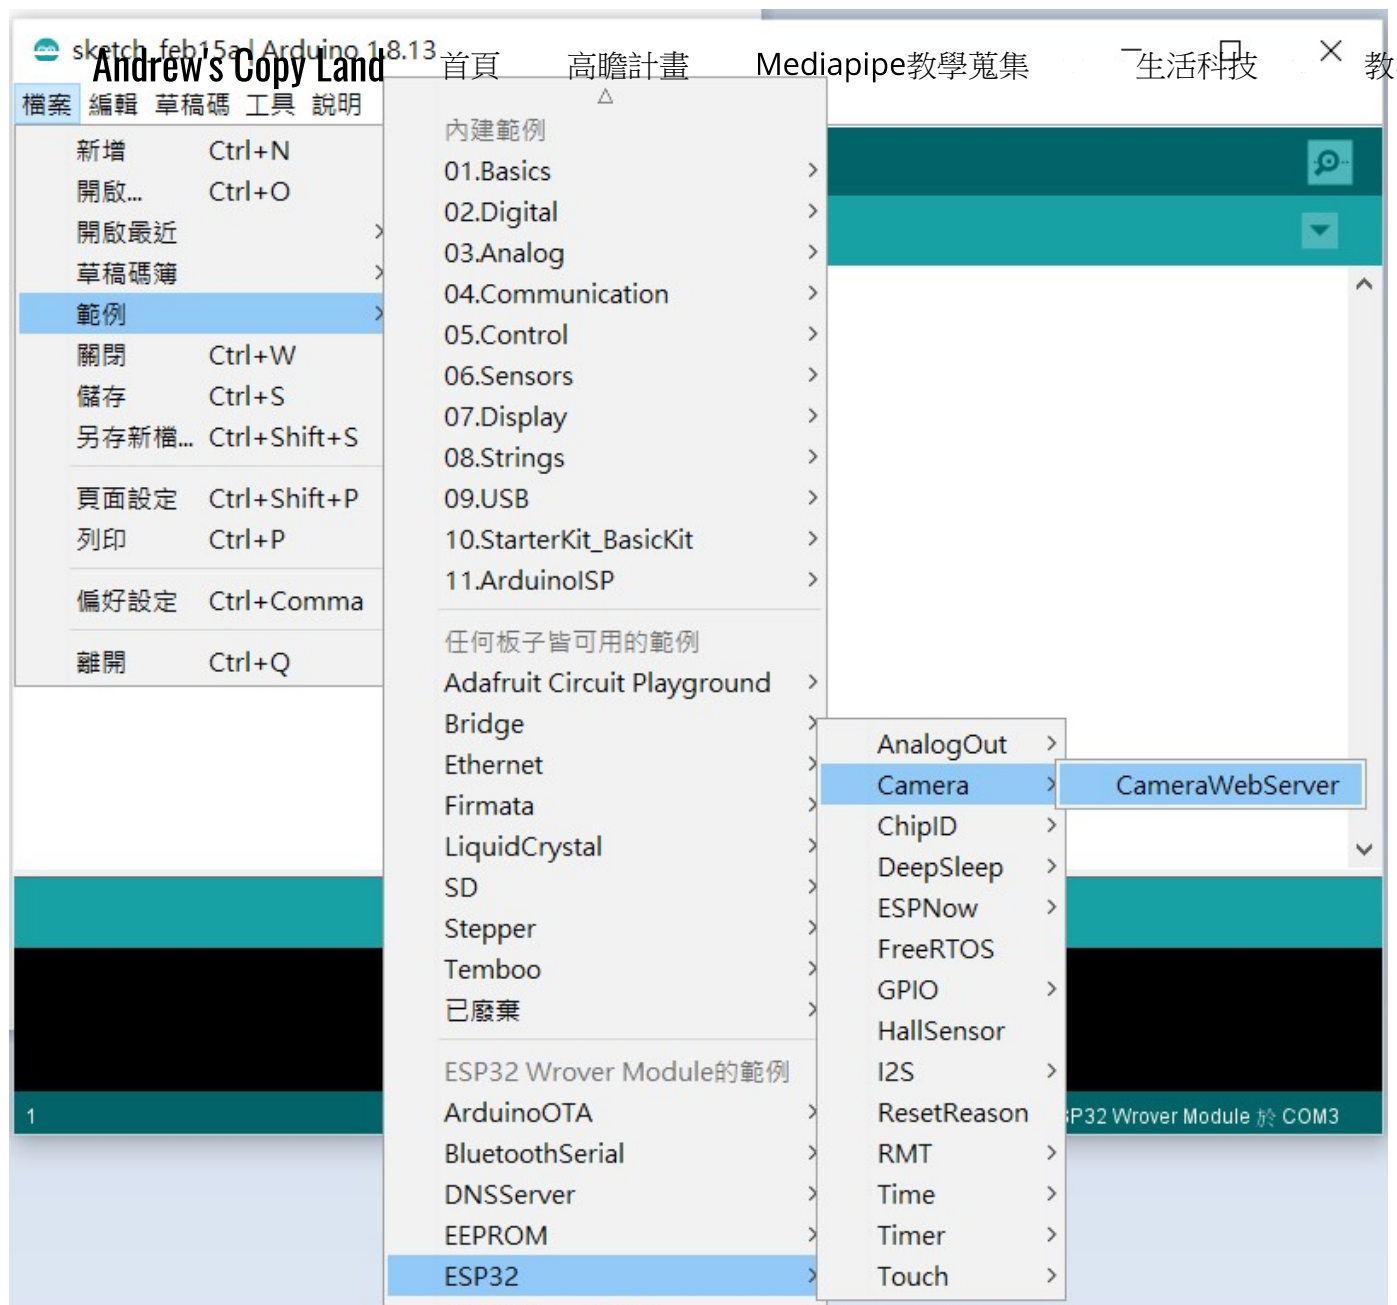 sketch_feb15a | Arduino 1.8.13
Andrew's Copy Land
首頁 高瞻計畫 Mediapipe教學蒐集 生活科技 教
檔案 編輯 草稿碼 工具 說明
新增 Ctrl+N
開啟... Ctrl+O
開啟最近
草稿碼簿
範例
關閉 Ctrl+W
儲存 Ctrl+S
另存新檔... Ctrl+Shift+S
頁面設定 Ctrl+Shift+P
列印 Ctrl+P
偏好設定 Ctrl+Comma
離開 Ctrl+Q
內建範例
01.Basics
02.Digital
03.Analog
04.Communication
05.Control
06.Sensors
07.Display
08.Strings
09.USB
10.StarterKit_BasicKit
11.ArduinoISP
任何板子皆可用的範例
Adafruit Circuit Playground
Bridge
Ethernet
Firmata
LiquidCrystal
SD
Stepper
Temboo
已廢棄
ESP32 Wrover Module的範例
ArduinoOTA
BluetoothSerial
DNSServer
EEPROM
ESP32
AnalogOut
Camera
ChipID
DeepSleep
ESPNow
FreeRTOS
GPIO
HallSensor
I2S
ResetReason
RMT
Time
Timer
Touch
CameraWebServer
1
SP32 Wrover Module 於 COM3